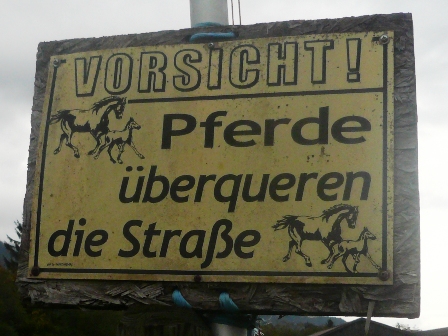 VORSICHT!
Pferde
überqueren
die Straße